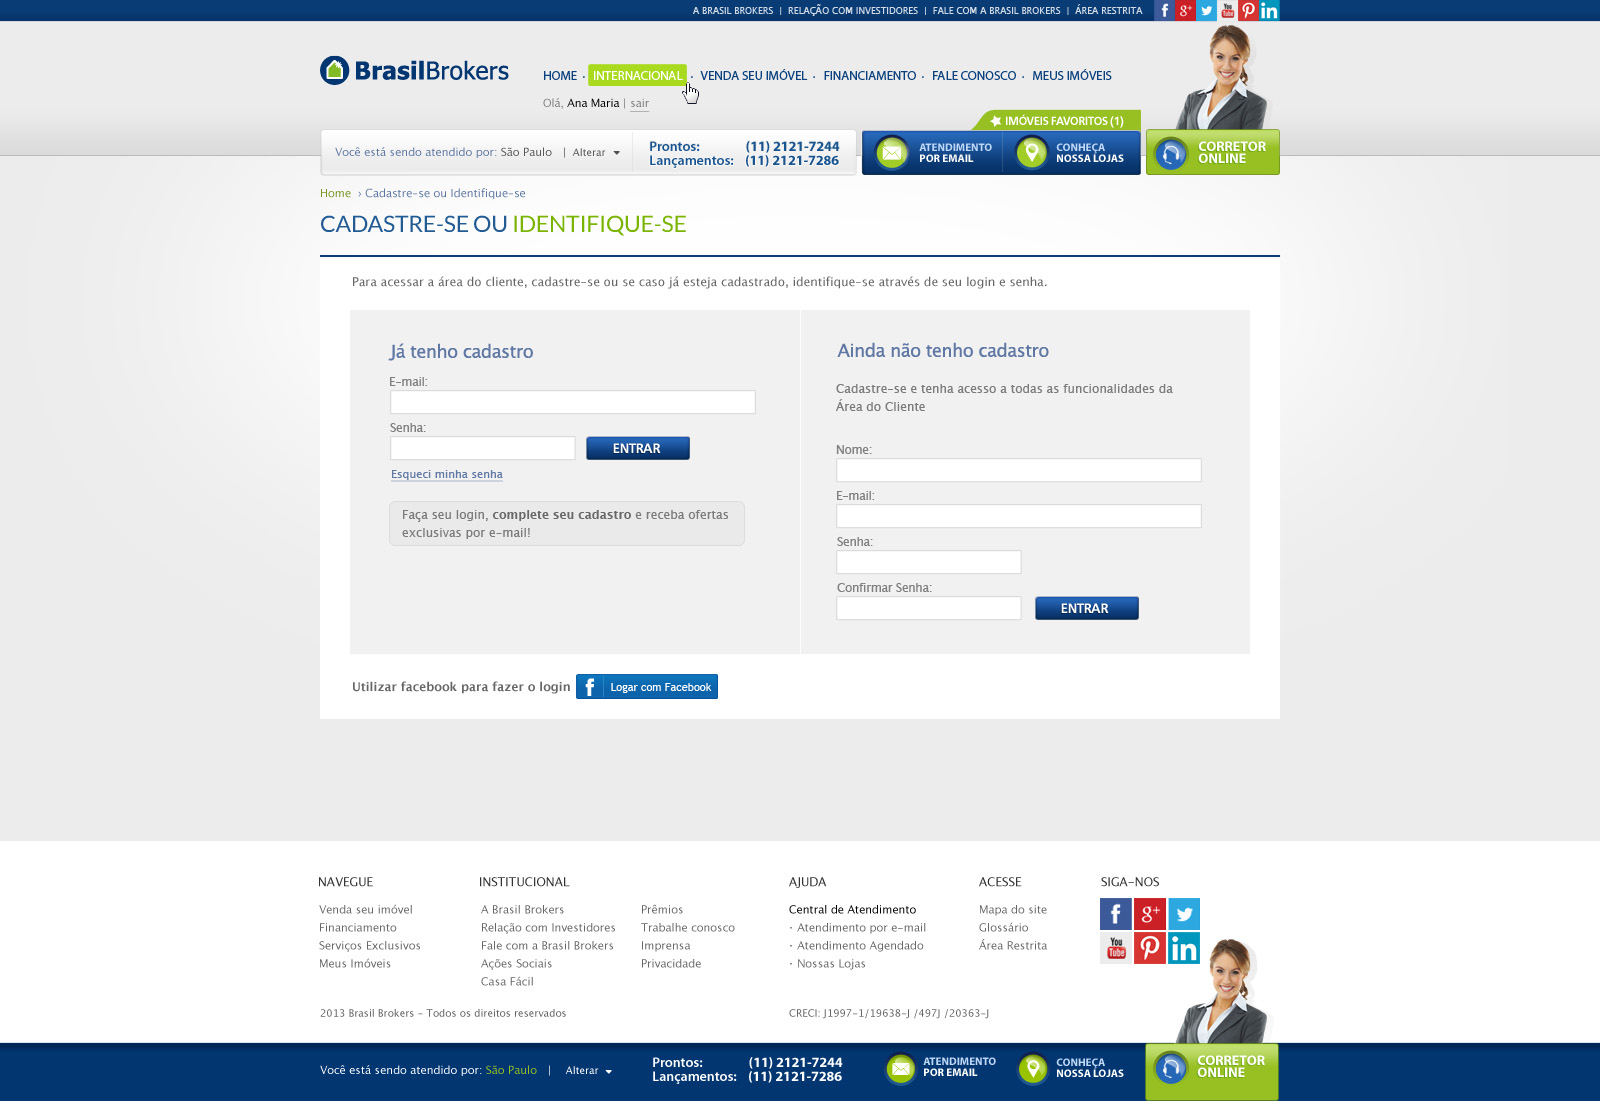 A BRASIL BROKERS | RELAÇÃO COM INVESTIDORES | FALE COM A BRASIL BROKERS | ÁREA RESTRITA
BrasilBrokers
HOME · INTERNACIONAL · VENDA SEU IMÓVEL · FINANCIAMENTO · FALE CONOSCO · MEUS IMÓVEIS
Olá, Ana Maria | sair
IMÓVEIS FAVORITOS (1)
Você está sendo atendido por: São Paulo | Alterar
Prontos: (11) 2121-7244
Lançamentos: (11) 2121-7286
ATENDIMENTO
POR EMAIL
CONHEÇA
NOSSA LOJAS
CORRETOR
ONLINE
Home › Cadastre-se ou Identifique-se
CADASTRE-SE OU IDENTIFIQUE-SE
Para acessar a área do cliente, cadastre-se ou se caso já esteja cadastrado, identifique-se através de seu login e senha.
Já tenho cadastro
E-mail:
Senha:
ENTRAR
Esqueci minha senha
Faça seu login, complete seu cadastro e receba ofertas
exclusivas por e-mail!
Ainda não tenho cadastro
Cadastre-se e tenha acesso a todas as funcionalidades da
Área do Cliente
Nome:
E-mail:
Senha:
Confirmar Senha:
ENTRAR
Utilizar facebook para fazer o login
f Logar com Facebook
NAVEGUE
Venda seu imóvel
Financiamento
Serviços Exclusivos
Meus Imóveis
INSTITUCIONAL
A Brasil Brokers
Relação com Investidores
Fale com a Brasil Brokers
Ações Sociais
Casa Fácil
Prêmios
Trabalhe conosco
Imprensa
Privacidade
AJUDA
Central de Atendimento
· Atendimento por e-mail
· Atendimento Agendado
· Nossas Lojas
ACESSE
Mapa do site
Glossário
Área Restrita
SIGA-NOS
f g+
You Tube in
2013 Brasil Brokers - Todos os direitos reservados
CRECI: J1997-1/19638-J /497J /20363-J
Você está sendo atendido por: São Paulo | Alterar
Prontos: (11) 2121-7244
Lançamentos: (11) 2121-7286
ATENDIMENTO
POR EMAIL
CONHEÇA
NOSSA LOJAS
CORRETOR
ONLINE